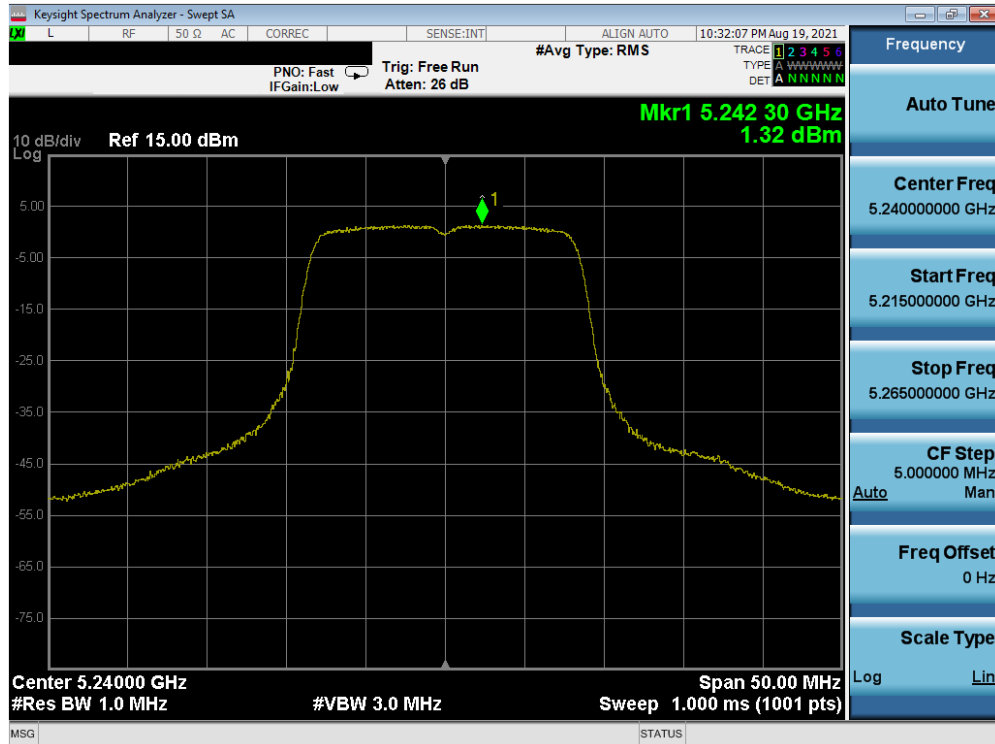 Keysight Spectrum Analyzer - Swept SA
LXI L RF 50 Ω AC CORREC SENSE:INT ALIGN AUTO 10:32:07 PM Aug 19, 2021
#Avg Type: RMS
TRACE 1 2 3 4 5 6
TYPE A WWWWW
DET A N N N N N
PNO: Fast
IFGain:Low
Trig: Free Run
Atten: 26 dB
Mkr1 5.242 30 GHz
1.32 dBm
10 dB/div Ref 15.00 dBm
Log
1
5.00
-5.00
-15.0
-25.0
-35.0
-45.0
-55.0
-65.0
-75.0
Center 5.24000 GHz Span 50.00 MHz
#Res BW 1.0 MHz #VBW 3.0 MHz Sweep 1.000 ms (1001 pts)
MSG STATUS
Frequency
Auto Tune
Center Freq
5.240000000 GHz
Start Freq
5.215000000 GHz
Stop Freq
5.265000000 GHz
CF Step
5.000000 MHz
Auto Man
Freq Offset
0 Hz
Scale Type
Log Lin